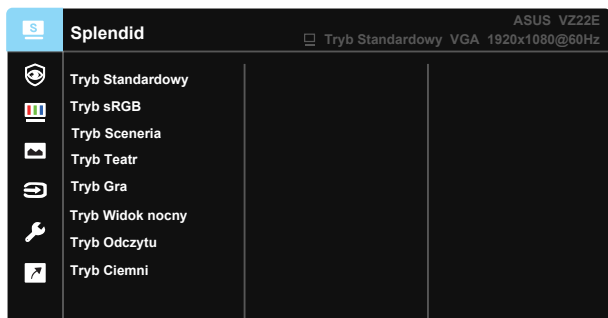 S
Splendid
ASUS VZ22E
Tryb Standardowy VGA 1920x1080@60Hz
Tryb Standardowy
Tryb sRGB
Tryb Sceneria
Tryb Teatr
Tryb Gra
Tryb Widok nocny
Tryb Odczytu
Tryb Ciemni